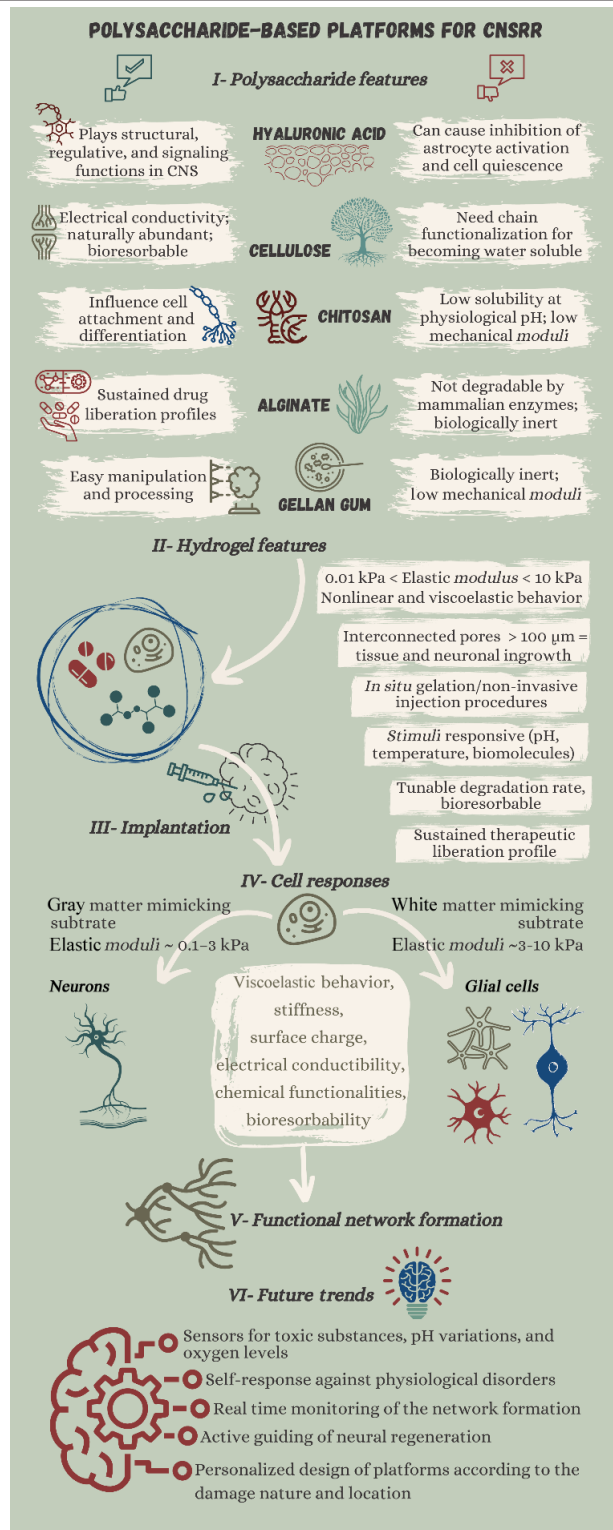 POLYSACCHARIDE-BASED PLATFORMS FOR CNSRR
I- Polysaccharide features
Plays structural,
regulative, and signaling
functions in CNS
HYALURONIC ACID
Can cause inhibition of
astrocyte activation
and cell quiescence
Electrical conductivity;
naturally abundant;
bioresorbable
CELLULOSE
Need chain
functionalization for
becoming water soluble
Influence cell
attachment and
differentiation
CHITOSAN
Low solubility at
physiological pH; low
mechanical moduli
Sustained drug
liberation profiles
ALGINATE
Not degradable by
mammalian enzymes;
biologically inert
Easy manipulation
and processing
GELLAN GUM
Biologically inert;
low mechanical moduli
II- Hydrogel features
0.01 kPa < Elastic modulus < 10 kPa
Nonlinear and viscoelastic behavior
Interconnected pores > 100 µm =
tissue and neuronal ingrowth
In situ gelation/non-invasive
injection procedures
Stimuli responsive (pH,
temperature, biomolecules)
Tunable degradation rate,
bioresorbable
Sustained therapeutic
liberation profile
III- Implantation
IV- Cell responses
Gray matter mimicking
subtrate
Elastic moduli ~ 0.1–3 kPa
White matter mimicking
subtrate
Elastic moduli ~3-10 kPa
Neurons
Glial cells
Viscoelastic behavior,
stiffness,
surface charge,
electrical conductibility,
chemical functionalities,
bioresorbability
V- Functional network formation
VI- Future trends
Sensors for toxic substances, pH variations, and
oxygen levels
Self-response against physiological disorders
Real time monitoring of the network formation
Active guiding of neural regeneration
Personalized design of platforms according to the
damage nature and location